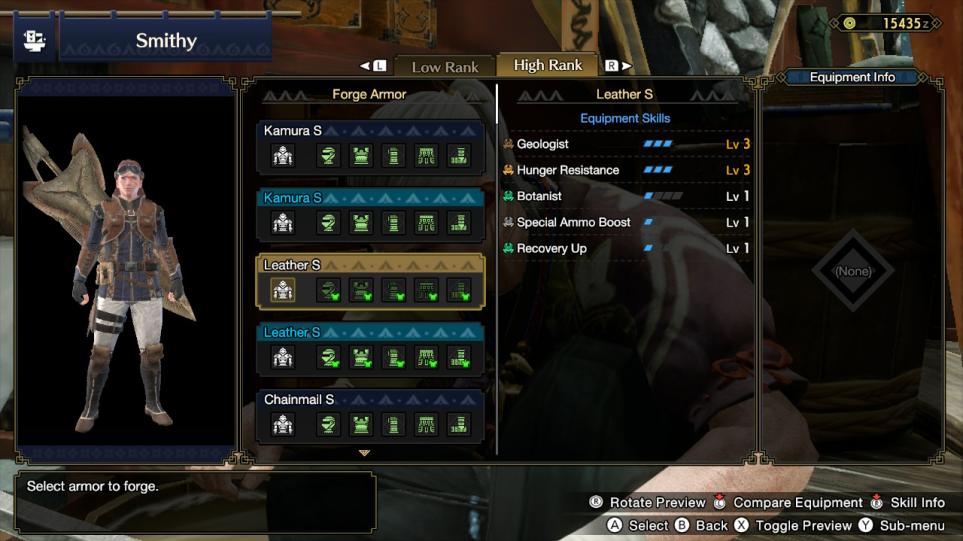 Smithy
15435z
L
Low Rank
High Rank
R
Equipment Info
Forge Armor
Kamura S
Kamura S
Leather S
Leather S
Chainmail S
Leather S
Equipment Skills
Geologist Lv 3
Hunger Resistance Lv 3
Botanist Lv 1
Special Ammo Boost Lv 1
Recovery Up Lv 1
(None)
Select armor to forge.
R Rotate Preview Compare Equipment Skill Info
A Select B Back X Toggle Preview Y Sub-menu